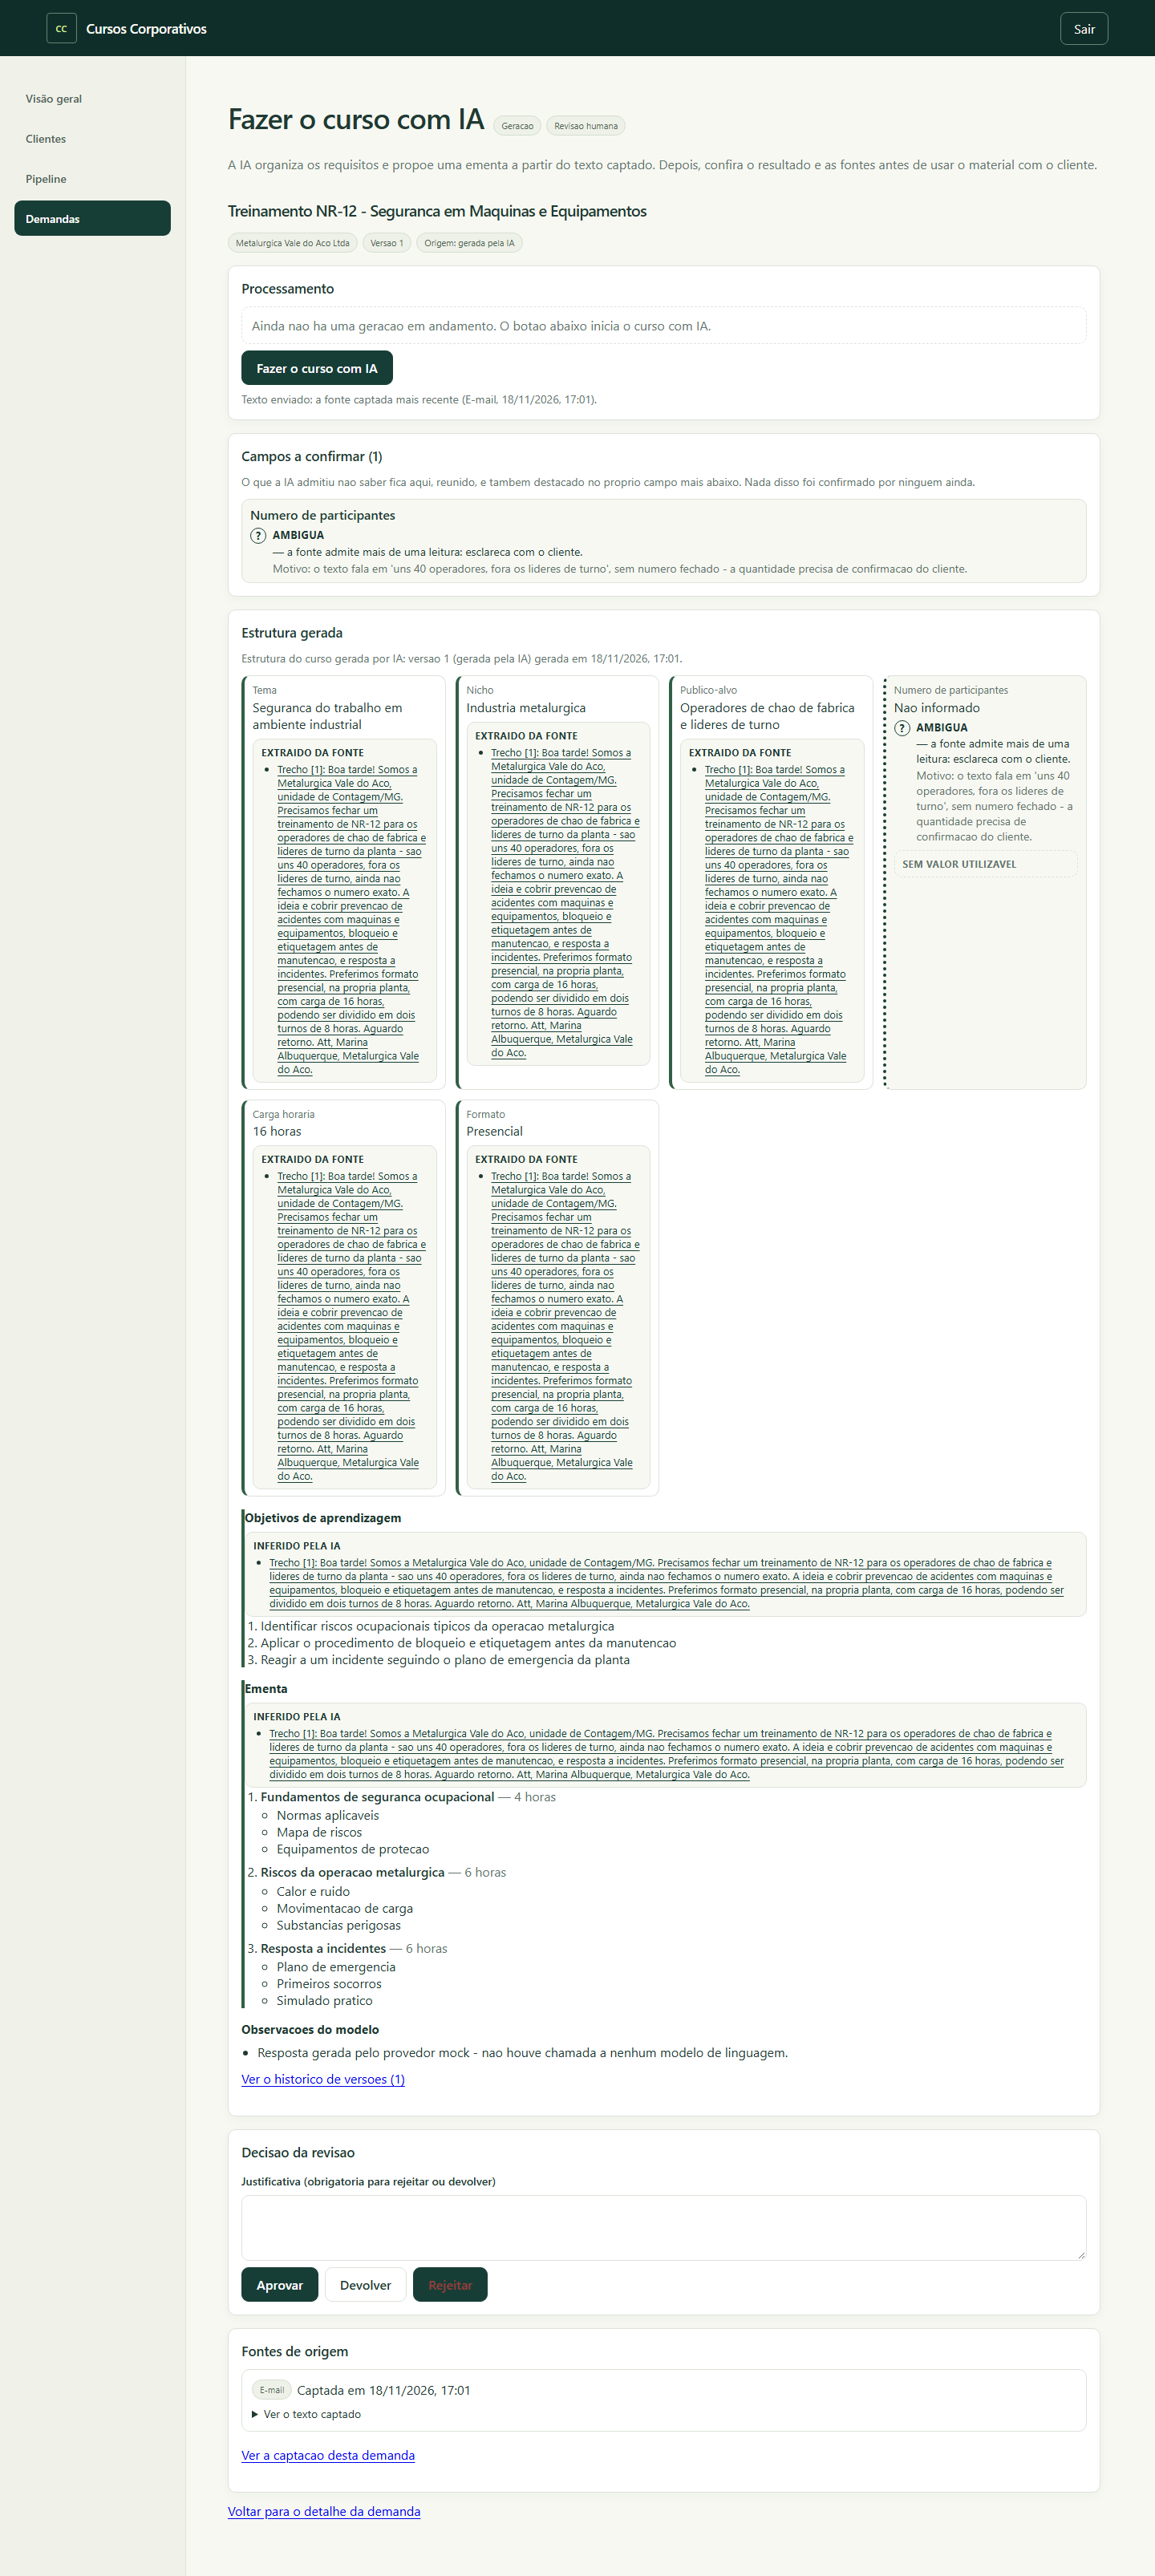 CC
Cursos Corporativos
Sair
Visão geral
Clientes
Pipeline
Demandas
Fazer o curso com IA
Geracao
Revisao humana
A IA organiza os requisitos e propoe uma ementa a partir do texto captado. Depois, confira o resultado e as fontes antes de usar o material com o cliente.
Treinamento NR-12 - Seguranca em Maquinas e Equipamentos
Metalurgica Vale do Aco Ltda
Versao 1
Origem: gerada pela IA
Processamento
Ainda nao ha uma geracao em andamento. O botao abaixo inicia o curso com IA.
Fazer o curso com IA
Texto enviado: a fonte captada mais recente (E-mail, 18/11/2026, 17:01).
Campos a confirmar (1)
O que a IA admitiu nao saber fica aqui, reunido, e tambem destacado no proprio campo mais abaixo. Nada disso foi confirmado por ninguem ainda.
Numero de participantes
? AMBIGUA
— a fonte admite mais de uma leitura: esclareca com o cliente.
Motivo: o texto fala em 'uns 40 operadores, fora os lideres de turno', sem numero fechado - a quantidade precisa de confirmacao do cliente.
Estrutura gerada
Estrutura do curso gerada por IA: versao 1 (gerada pela IA) gerada em 18/11/2026, 17:01.
Tema
Seguranca do trabalho em
ambiente industrial
EXTRAIDO DA FONTE
Trecho [1]: Boa tarde! Somos a
Metalurgica Vale do Aco,
unidade de Contagem/MG.
Precisamos fechar um
treinamento de NR-12 para os
operadores de chao de fabrica e
lideres de turno da planta - sao
uns 40 operadores, fora os
lideres de turno, ainda nao
fechamos o numero exato. A
ideia e cobrir prevencao de
acidentes com maquinas e
equipamentos, bloqueio e
etiquetagem antes de
manutencao, e resposta a
incidentes. Preferimos formato
presencial, na propria planta,
com carga de 16 horas,
podendo ser dividido em dois
turnos de 8 horas. Aguardo
retorno. Att, Marina
Albuquerque, Metalurgica Vale
do Aco.
Nicho
Industria metalurgica
EXTRAIDO DA FONTE
Trecho [1]: Boa tarde! Somos a
Metalurgica Vale do Aco,
unidade de Contagem/MG.
Precisamos fechar um
treinamento de NR-12 para os
operadores de chao de fabrica e
lideres de turno da planta - sao
uns 40 operadores, fora os
lideres de turno, ainda nao
fechamos o numero exato. A
ideia e cobrir prevencao de
acidentes com maquinas e
equipamentos, bloqueio e
etiquetagem antes de
manutencao, e resposta a
incidentes. Preferimos formato
presencial, na propria planta,
com carga de 16 horas,
podendo ser dividido em dois
turnos de 8 horas. Aguardo
retorno. Att, Marina
Albuquerque, Metalurgica Vale
do Aco.
Publico-alvo
Operadores de chao de fabrica
e lideres de turno
EXTRAIDO DA FONTE
Trecho [1]: Boa tarde! Somos a
Metalurgica Vale do Aco,
unidade de Contagem/MG.
Precisamos fechar um
treinamento de NR-12 para os
operadores de chao de fabrica e
lideres de turno da planta - sao
uns 40 operadores, fora os
lideres de turno, ainda nao
fechamos o numero exato. A
ideia e cobrir prevencao de
acidentes com maquinas e
equipamentos, bloqueio e
etiquetagem antes de
manutencao, e resposta a
incidentes. Preferimos formato
presencial, na propria planta,
com carga de 16 horas,
podendo ser dividido em dois
turnos de 8 horas. Aguardo
retorno. Att, Marina
Albuquerque, Metalurgica Vale
do Aco.
Numero de participantes
Nao informado
? AMBIGUA
— a fonte admite mais de uma
leitura: esclareca com o cliente.
Motivo: o texto fala em 'uns 40
operadores, fora os lideres de
turno', sem numero fechado - a
quantidade precisa de
confirmacao do cliente.
SEM VALOR UTILIZAVEL
Carga horaria
16 horas
EXTRAIDO DA FONTE
Trecho [1]: Boa tarde! Somos a
Metalurgica Vale do Aco,
unidade de Contagem/MG.
Precisamos fechar um
treinamento de NR-12 para os
operadores de chao de fabrica e
lideres de turno da planta - sao
uns 40 operadores, fora os
lideres de turno, ainda nao
fechamos o numero exato. A
ideia e cobrir prevencao de
acidentes com maquinas e
equipamentos, bloqueio e
etiquetagem antes de
manutencao, e resposta a
incidentes. Preferimos formato
presencial, na propria planta,
com carga de 16 horas,
podendo ser dividido em dois
turnos de 8 horas. Aguardo
retorno. Att, Marina
Albuquerque, Metalurgica Vale
do Aco.
Formato
Presencial
EXTRAIDO DA FONTE
Trecho [1]: Boa tarde! Somos a
Metalurgica Vale do Aco,
unidade de Contagem/MG.
Precisamos fechar um
treinamento de NR-12 para os
operadores de chao de fabrica e
lideres de turno da planta - sao
uns 40 operadores, fora os
lideres de turno, ainda nao
fechamos o numero exato. A
ideia e cobrir prevencao de
acidentes com maquinas e
equipamentos, bloqueio e
etiquetagem antes de
manutencao, e resposta a
incidentes. Preferimos formato
presencial, na propria planta,
com carga de 16 horas,
podendo ser dividido em dois
turnos de 8 horas. Aguardo
retorno. Att, Marina
Albuquerque, Metalurgica Vale
do Aco.
Objetivos de aprendizagem
INFERIDO PELA IA
Trecho [1]: Boa tarde! Somos a Metalurgica Vale do Aco, unidade de Contagem/MG. Precisamos fechar um treinamento de NR-12 para os operadores de chao de fabrica e
lideres de turno da planta - sao uns 40 operadores, fora os lideres de turno, ainda nao fechamos o numero exato. A ideia e cobrir prevencao de acidentes com maquinas e
equipamentos, bloqueio e etiquetagem antes de manutencao, e resposta a incidentes. Preferimos formato presencial, na propria planta, com carga de 16 horas, podendo ser
dividido em dois turnos de 8 horas. Aguardo retorno. Att, Marina Albuquerque, Metalurgica Vale do Aco.
1. Identificar riscos ocupacionais tipicos da operacao metalurgica
2. Aplicar o procedimento de bloqueio e etiquetagem antes da manutencao
3. Reagir a um incidente seguindo o plano de emergencia da planta
Ementa
INFERIDO PELA IA
Trecho [1]: Boa tarde! Somos a Metalurgica Vale do Aco, unidade de Contagem/MG. Precisamos fechar um treinamento de NR-12 para os operadores de chao de fabrica e
lideres de turno da planta - sao uns 40 operadores, fora os lideres de turno, ainda nao fechamos o numero exato. A ideia e cobrir prevencao de acidentes com maquinas e
equipamentos, bloqueio e etiquetagem antes de manutencao, e resposta a incidentes. Preferimos formato presencial, na propria planta, com carga de 16 horas, podendo ser
dividido em dois turnos de 8 horas. Aguardo retorno. Att, Marina Albuquerque, Metalurgica Vale do Aco.
1. Fundamentos de seguranca ocupacional — 4 horas
Normas aplicaveis
Mapa de riscos
Equipamentos de protecao
2. Riscos da operacao metalurgica — 6 horas
Calor e ruido
Movimentacao de carga
Substancias perigosas
3. Resposta a incidentes — 6 horas
Plano de emergencia
Primeiros socorros
Simulado pratico
Observacoes do modelo
Resposta gerada pelo provedor mock - nao houve chamada a nenhum modelo de linguagem.
Ver o historico de versoes (1)
Decisao da revisao
Justificativa (obrigatoria para rejeitar ou devolver)
Aprovar
Devolver
Rejeitar
Fontes de origem
E-mail
Captada em 18/11/2026, 17:01
Ver o texto captado
Ver a captacao desta demanda
Voltar para o detalhe da demanda